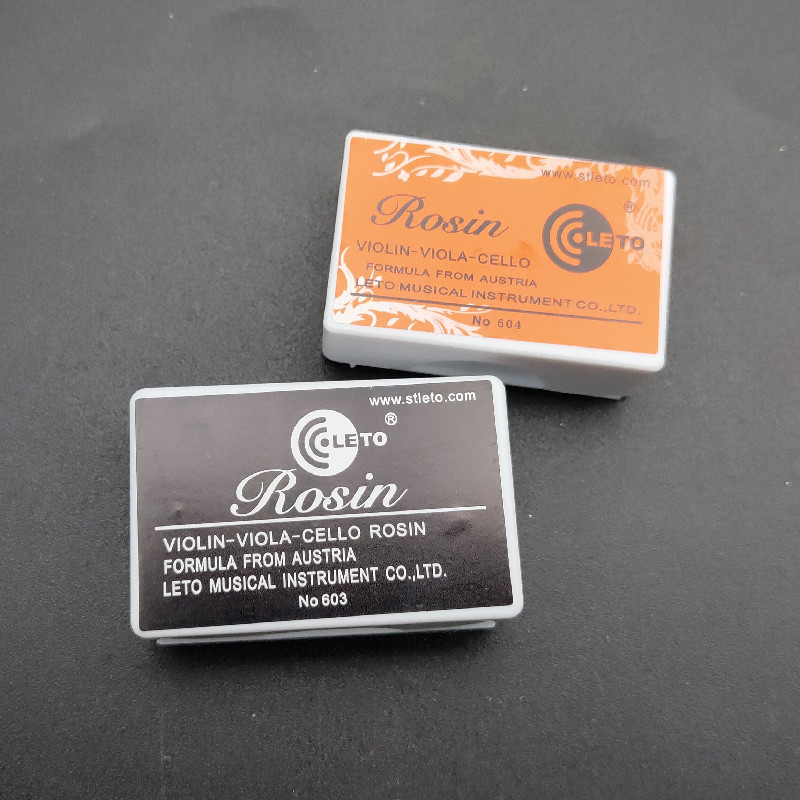 www.stleto.com
Rosin
®
LETO
VIOLIN-VIOLA-CELLO
FORMULA FROM AUSTRIA
LETO MUSICAL INSTRUMENT CO.,LTD.
No 604
www.stleto.com
®
LETO
Rosin
VIOLIN-VIOLA-CELLO ROSIN
FORMULA FROM AUSTRIA
LETO MUSICAL INSTRUMENT CO.,LTD.
No 603